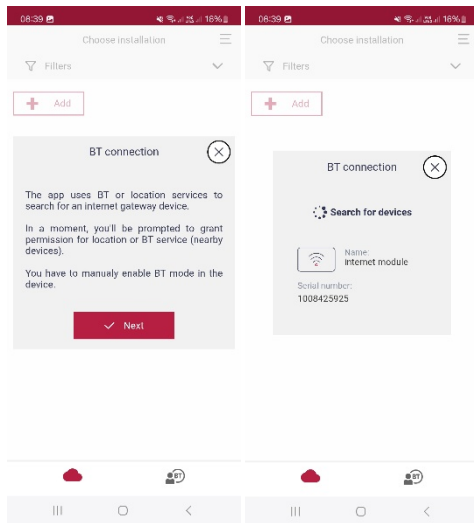 08:39 16%
Choose installation
Filters
Add
BT connection
The app uses BT or location services to
search for an internet gateway device.
In a moment, you'll be prompted to grant
permission for location or BT service (nearby
devices).
You have to manualy enable BT mode in the
device.
Next
BT
08:39 16%
Choose installation
Filters
Add
BT connection
Search for devices
Name:
internet module
Serial number:
1008425925
BT